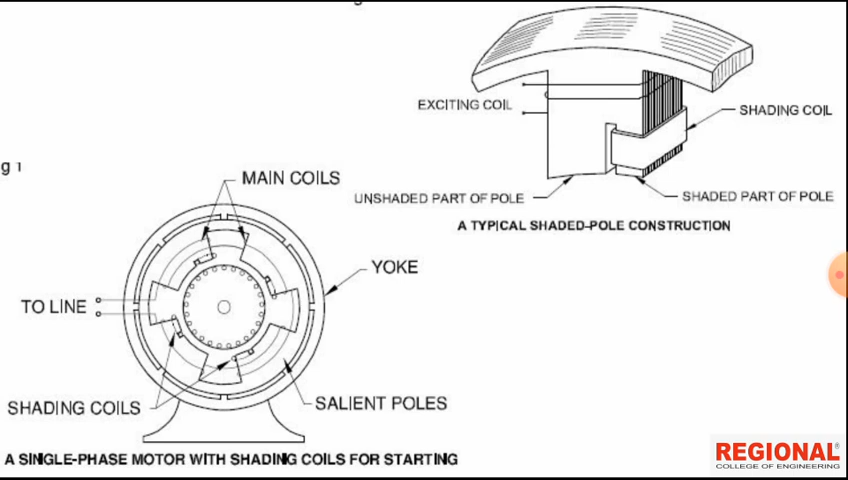 EXCITING COIL
SHADING COIL
UNSHADED PART OF POLE
SHADED PART OF POLE
A TYPICAL SHADED-POLE CONSTRUCTION
g 1
MAIN COILS
YOKE
TO LINE
SHADING COILS
SALIENT POLES
A SINGLE-PHASE MOTOR WITH SHADING COILS FOR STARTING
REGIONAL®
COLLEGE OF ENGINEERING